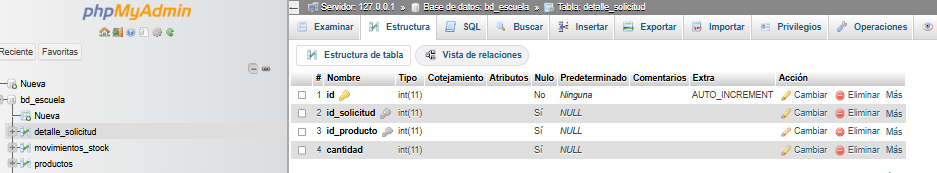 phpMyAdmin
Reciente Favoritas
Nueva
bd_escuela
Nueva
detalle_solicitud
movimientos_stock
productos
Servidor: 127.0.0.1 » Base de datos: bd_escuela » Tabla: detalle_solicitud
Examinar Estructura SQL Buscar Insertar Exportar Importar Privilegios Operaciones
Estructura de tabla Vista de relaciones
# Nombre Tipo Cotejamiento Atributos Nulo Predeterminado Comentarios Extra Acción
1 id int(11) No Ninguna AUTO_INCREMENT Cambiar Eliminar Más
2 id_solicitud int(11) Sí NULL Cambiar Eliminar Más
3 id_producto int(11) Sí NULL Cambiar Eliminar Más
4 cantidad int(11) Sí NULL Cambiar Eliminar Más